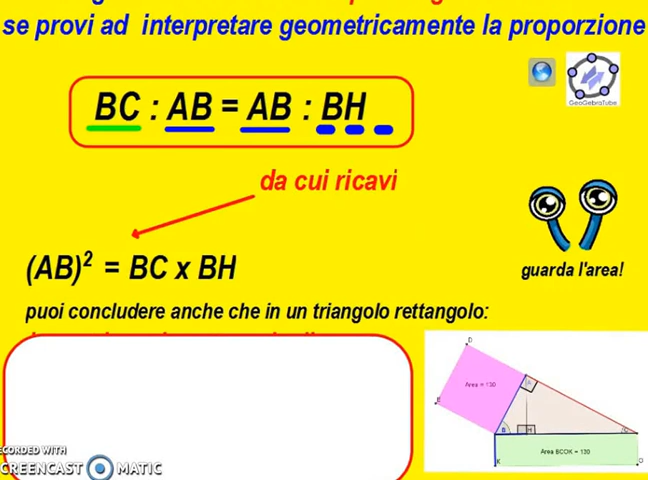 se provi ad interpretare geometricamente la proporzione
GeoGebraTube
BC : AB = AB : BH
da cui ricavi
(AB)² = BC x BH
guarda l'area!
puoi concludere anche che in un triangolo rettangolo:
D
Area = 130
A
E
B
H
C
Area BCOK = 130
K
O
RECORDED WITH
SCREENCAST MATIC